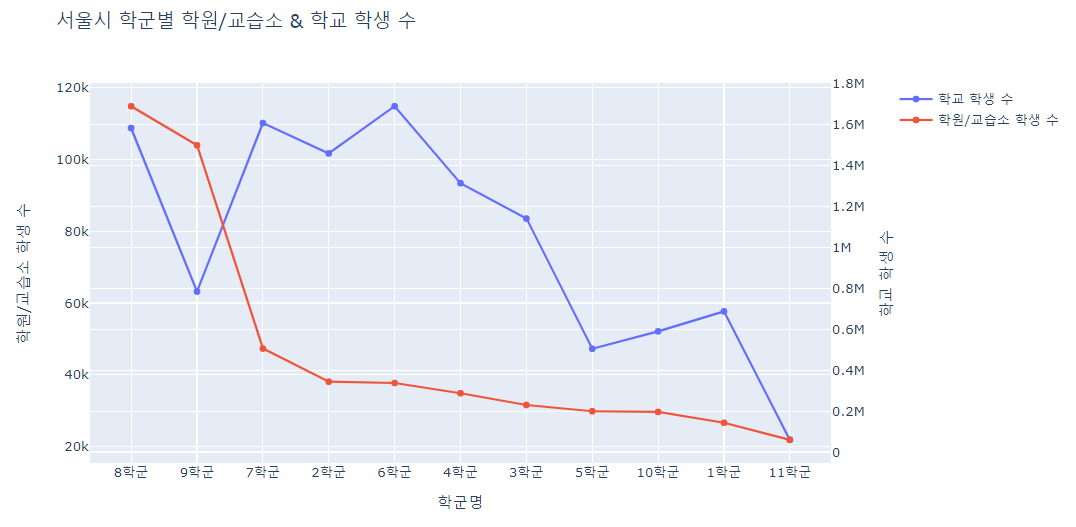 서울시 학군별 학원/교습소 & 학교 학생 수
학교 학생 수
학원/교습소 학생 수
학원/교습소 학생 수
120k
100k
80k
60k
40k
20k
1.8M
1.6M
1.4M
1.2M
1M
0.8M
0.6M
0.4M
0.2M
0
학교 학생 수
8학군 9학군 7학군 2학군 6학군 4학군 3학군 5학군 10학군 1학군 11학군
학군명